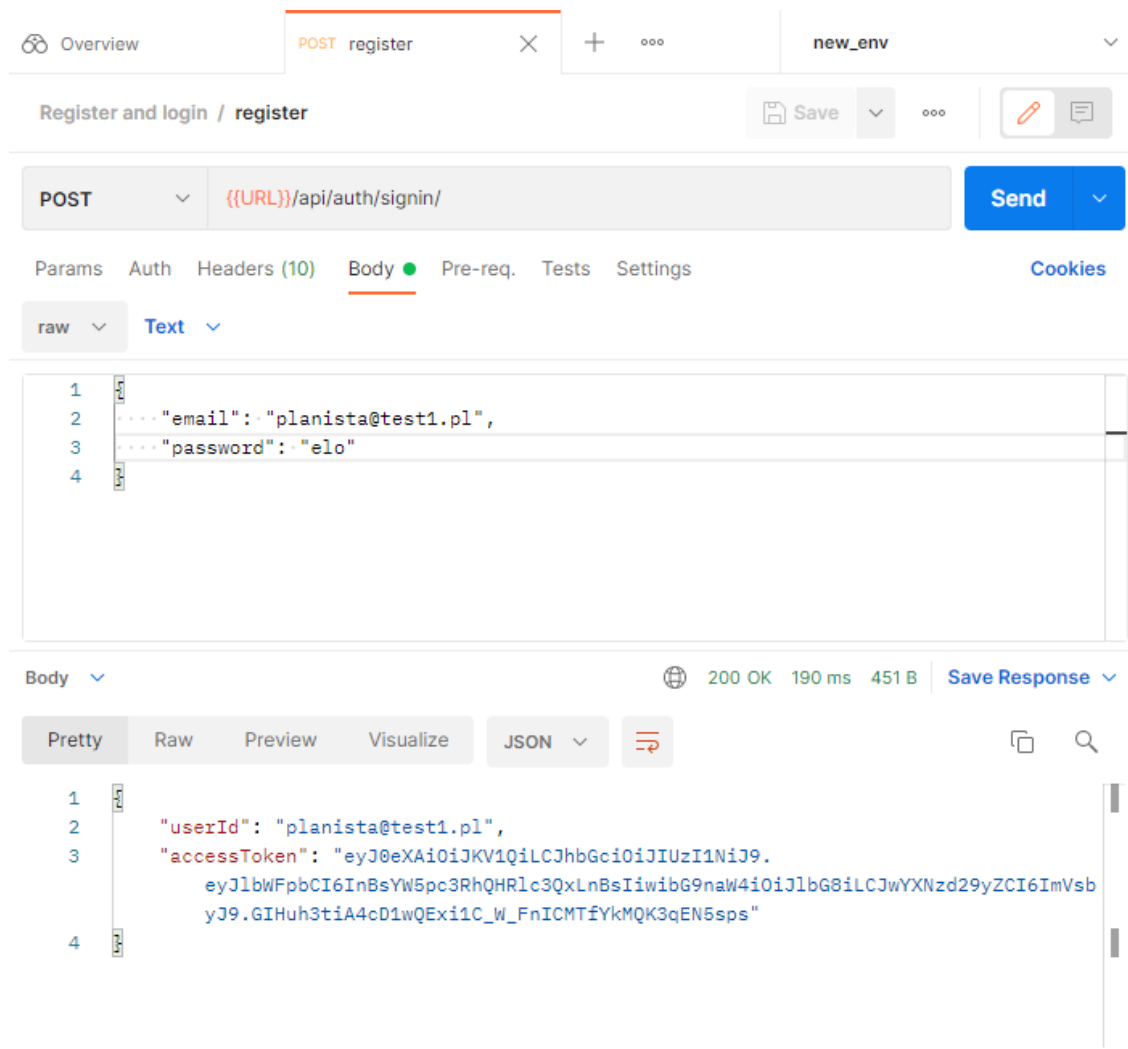 Overview
POST register
new_env
Register and login / register
Save
POST
{{URL}}/api/auth/signin/
Send
Params Auth Headers (10) Body Pre-req. Tests Settings Cookies
raw Text
1 {
2 "email": "planista@test1.pl",
3 "password": "elo"
4 }
Body 200 OK 190 ms 451 B Save Response
Pretty Raw Preview Visualize JSON
1 {
2 "userId": "planista@test1.pl",
3 "accessToken": "eyJ0eXAiOiJKV1QiLCJhbGciOiJIUzI1NiJ9.
eyJlbWFpbCI6InBsYW5pc3RhQHRlc3QxLnBsIiwibG9naW4iOiJlbG8iLCJwYXNzd29yZCI6ImVsb
yJ9.GIHuh3tiA4cD1wQExi1C_W_FnICMTfYkMQK3qEN5sps"
4 }